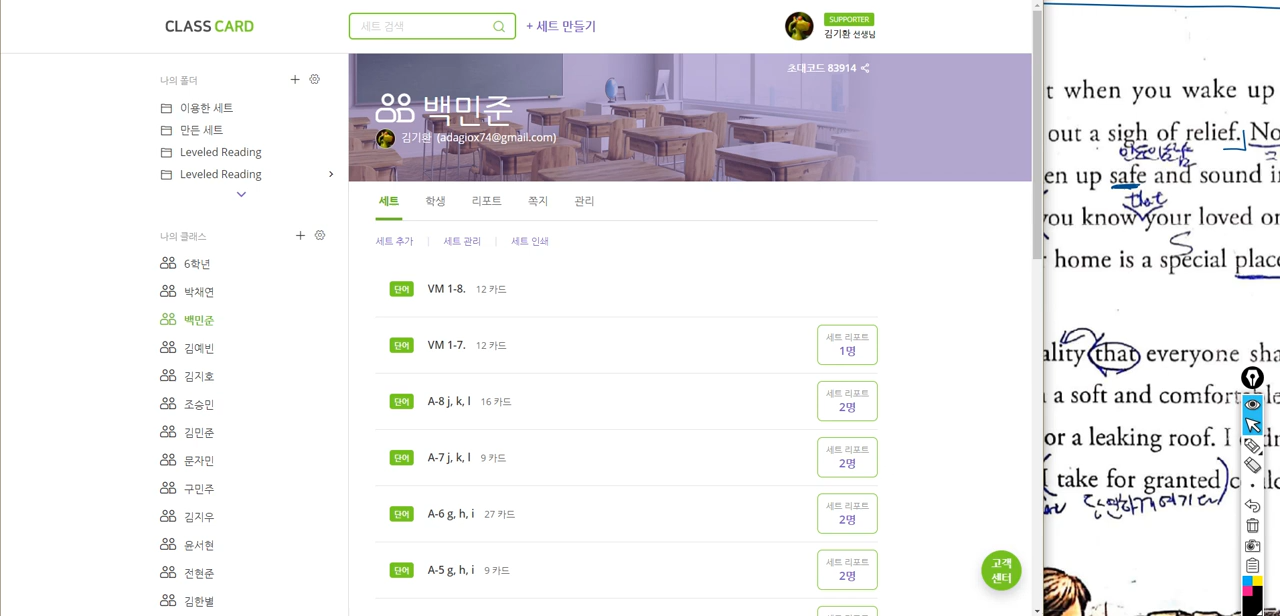 CLASS CARD
세트 검색
+ 세트 만들기
SUPPORTER
김기환 선생님
나의 폴더
이용한 세트
만든 세트
Leveled Reading
Leveled Reading
나의 클래스
6학년
박채연
백민준
김예빈
김지호
조승민
김민준
문자민
구민주
김지우
윤서현
전현준
김한별
초대코드 83914
백민준
김기환 (adagiox74@gmail.com)
세트 학생 리포트 쪽지 관리
세트 추가 세트 관리 세트 인쇄
단어 VM 1-8. 12 카드
단어 VM 1-7. 12 카드 세트 리포트 1명
단어 A-8 j, k, l 16 카드 세트 리포트 2명
단어 A-7 j, k, l 9 카드 세트 리포트 2명
단어 A-6 g, h, i 27 카드 세트 리포트 2명
단어 A-5 g, h, i 9 카드 세트 리포트 2명
세트 리포트
고객
센터
t when you wake up
out a sigh of relief. No
en up safe and sound i
that
you know your loved o
home is a special place
ality that everyone sha
a soft and comfortable
or a leaking roof. I
I take for granted